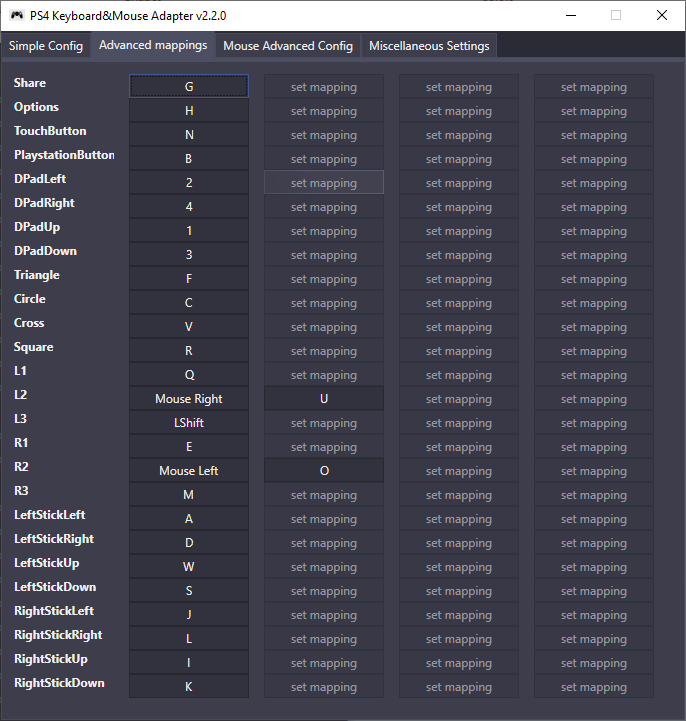 PS4 Keyboard&Mouse Adapter v2.2.0
Simple Config Advanced mappings Mouse Advanced Config Miscellaneous Settings
Share G set mapping set mapping set mapping
Options H set mapping set mapping set mapping
TouchButton N set mapping set mapping set mapping
PlaystationButton B set mapping set mapping set mapping
DPadLeft 2 set mapping set mapping set mapping
DPadRight 4 set mapping set mapping set mapping
DPadUp 1 set mapping set mapping set mapping
DPadDown 3 set mapping set mapping set mapping
Triangle F set mapping set mapping set mapping
Circle C set mapping set mapping set mapping
Cross V set mapping set mapping set mapping
Square R set mapping set mapping set mapping
L1 Q set mapping set mapping set mapping
L2 Mouse Right U set mapping set mapping
L3 LShift set mapping set mapping set mapping
R1 E set mapping set mapping set mapping
R2 Mouse Left O set mapping set mapping
R3 M set mapping set mapping set mapping
LeftStickLeft A set mapping set mapping set mapping
LeftStickRight D set mapping set mapping set mapping
LeftStickUp W set mapping set mapping set mapping
LeftStickDown S set mapping set mapping set mapping
RightStickLeft J set mapping set mapping set mapping
RightStickRight L set mapping set mapping set mapping
RightStickUp I set mapping set mapping set mapping
RightStickDown K set mapping set mapping set mapping